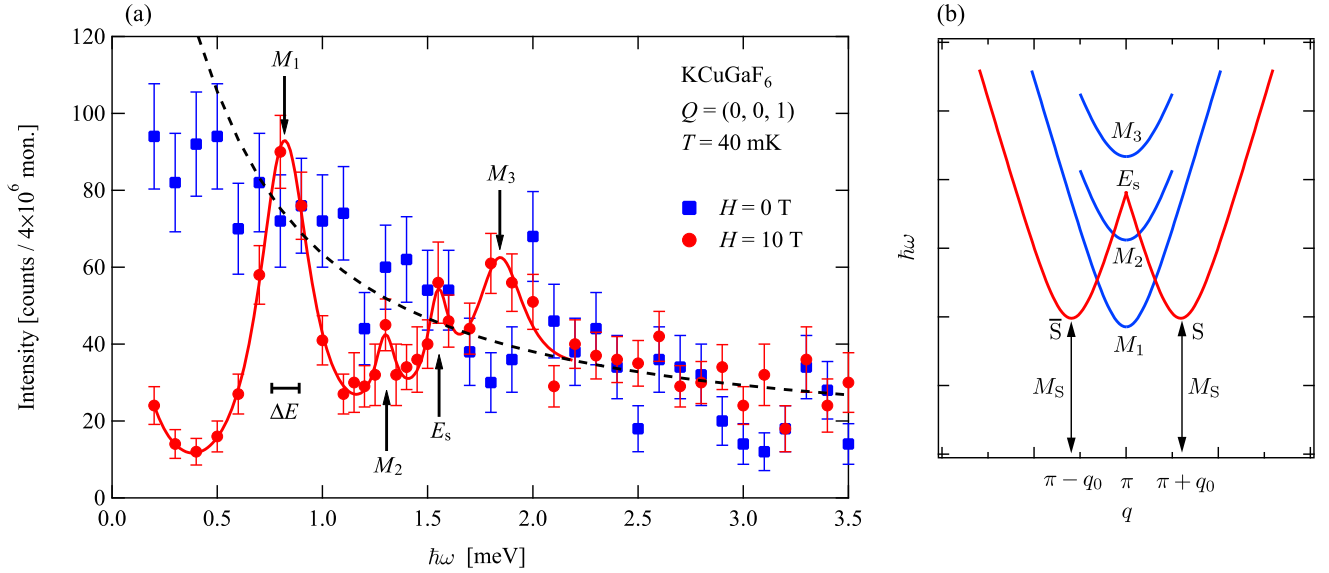 (a)
120
100
80
60
40
20
0
Intensity [counts / 4×10⁶ mon.]
0.0 0.5 1.0 1.5 2.0 2.5 3.0 3.5
ℏω [meV]
M₁
M₃
M₂
Eₛ
ΔE
KCuGaF₆
Q = (0, 0, 1)
T = 40 mK
H = 0 T
H = 10 T
(b)
ℏω
M₃
Eₛ
M₂
S̅ S
M₁
M_S M_S
π − q₀ π π + q₀
q